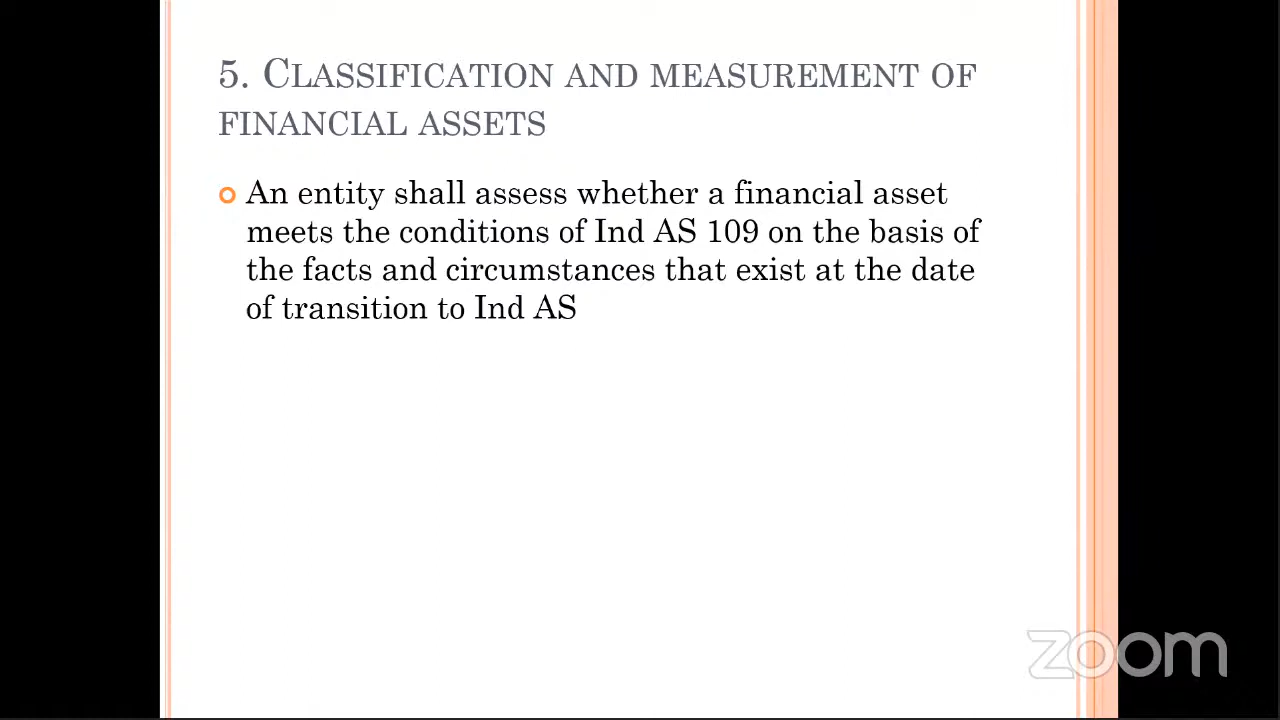 5. CLASSIFICATION AND MEASUREMENT OF
FINANCIAL ASSETS
An entity shall assess whether a financial asset
meets the conditions of Ind AS 109 on the basis of
the facts and circumstances that exist at the date
of transition to Ind AS
zoom